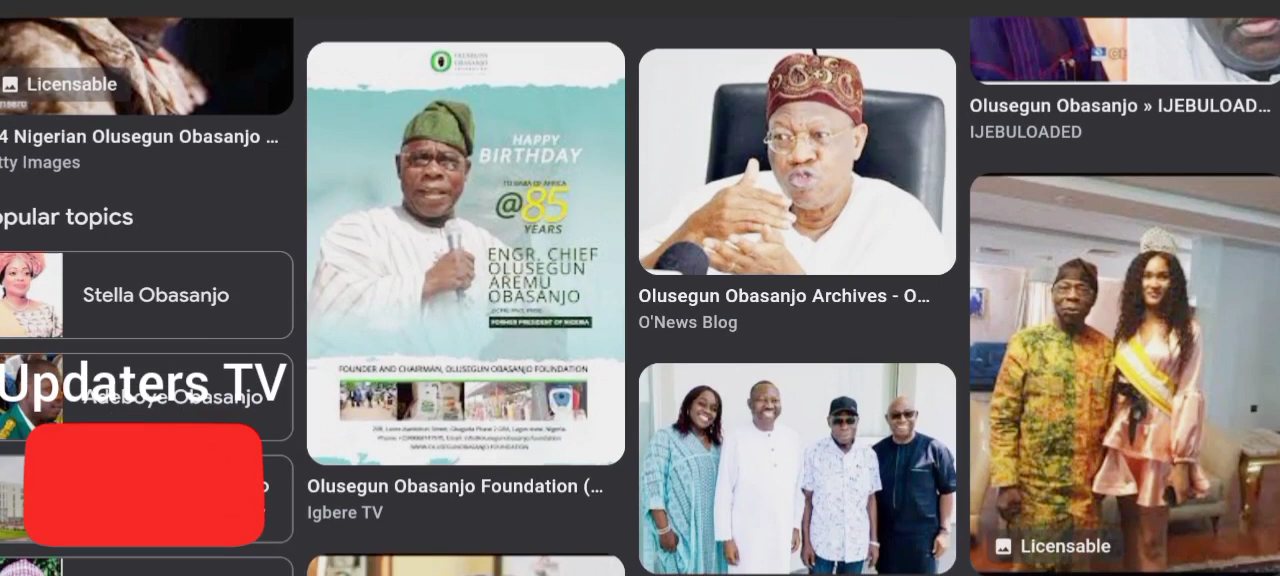 Licensable
4 Nigerian Olusegun Obasanjo ...
tty Images
opular topics
Stella Obasanjo
Updaters TV
Adeboye Obasanjo
OLUSEGUN
OBASANJO
HAPPY
BIRTHDAY
@85
YEARS
ENGR. CHIEF
OLUSEGUN
AREMU
OBASANJO
FORMER PRESIDENT OF NIGERIA
FOUNDER AND CHAIRMAN, OLUSEGUN OBASANJO FOUNDATION
Olusegun Obasanjo Foundation (...
Igbere TV
Olusegun Obasanjo Archives - O...
O'News Blog
Olusegun Obasanjo » IJEBULOAD...
IJEBULOADED
Licensable